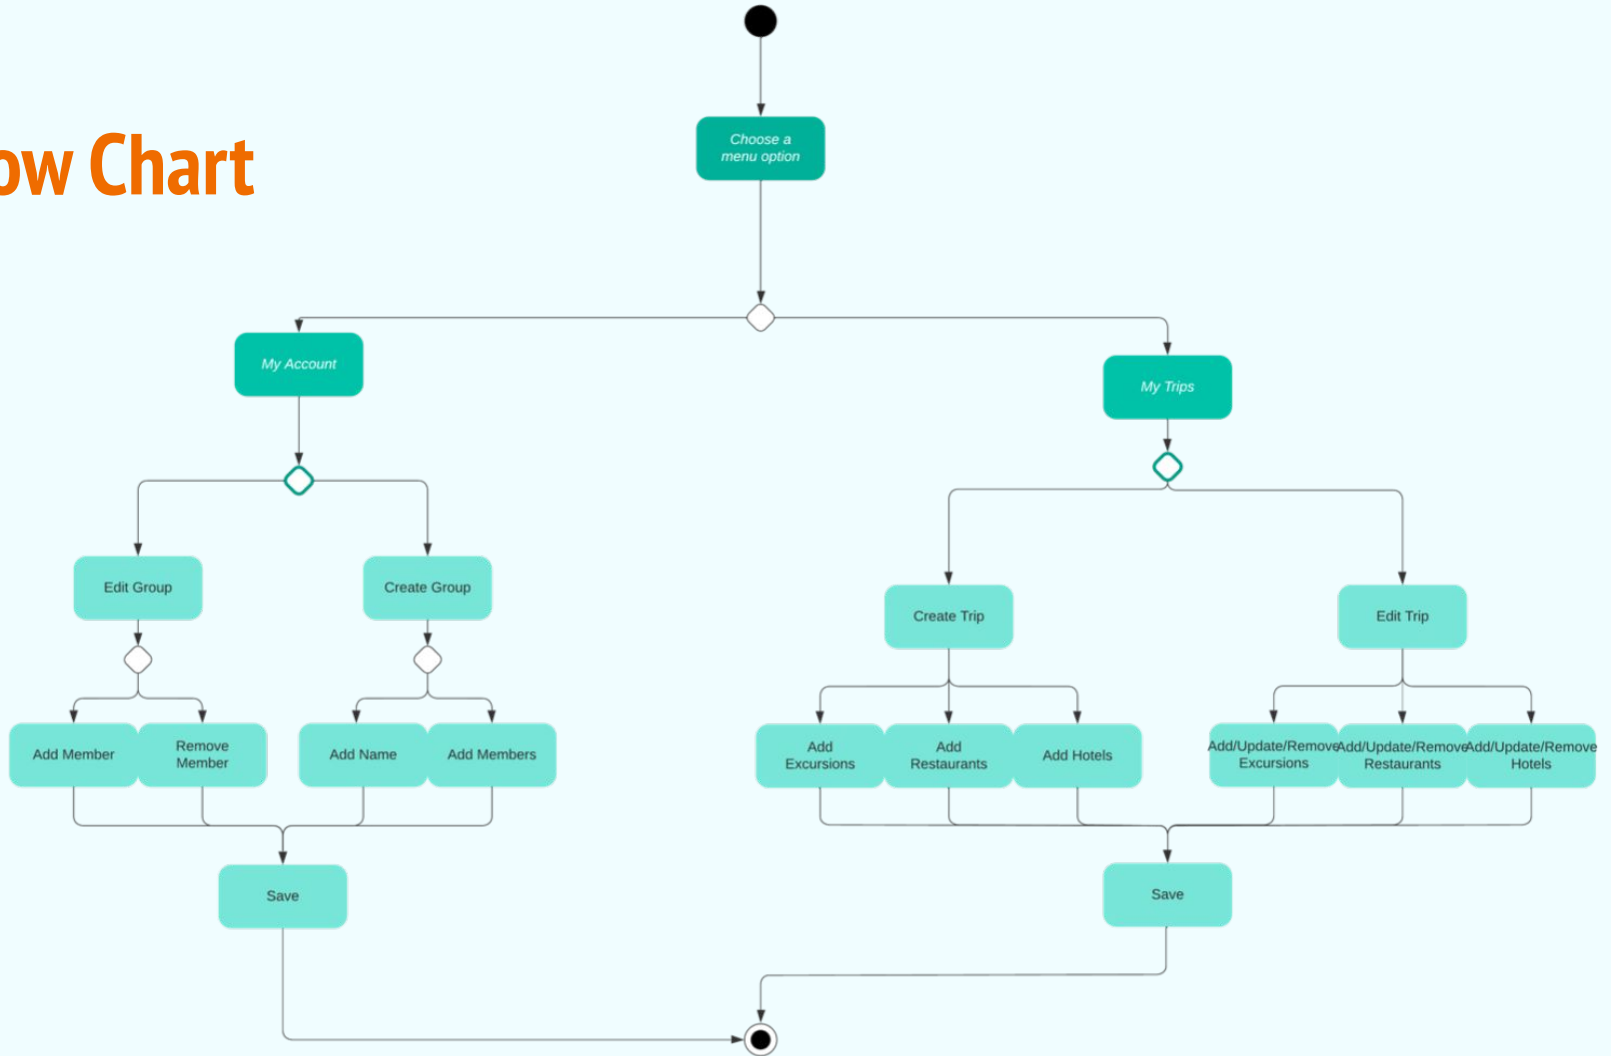 ow Chart
Choose a
menu option
My Account
My Trips
Edit Group
Create Group
Create Trip
Edit Trip
Add Member
Remove
Member
Add Name
Add Members
Add
Excursions
Add
Restaurants
Add Hotels
Add/Update/Remove
Excursions
Add/Update/Remove
Restaurants
Add/Update/Remove
Hotels
Save
Save